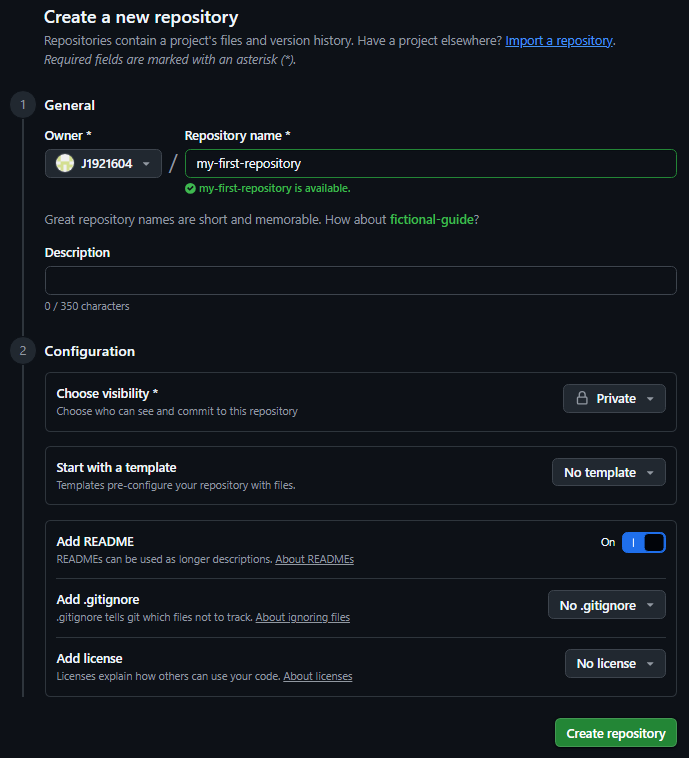 Create a new repository
Repositories contain a project's files and version history. Have a project elsewhere? Import a repository.
Required fields are marked with an asterisk (*).
1 General
Owner * Repository name *
J1921604 / my-first-repository
my-first-repository is available.
Great repository names are short and memorable. How about fictional-guide?
Description
0 / 350 characters
2 Configuration
Choose visibility *
Choose who can see and commit to this repository
Private
Start with a template
Templates pre-configure your repository with files.
No template
Add README
READMEs can be used as longer descriptions. About READMEs
On
Add .gitignore
.gitignore tells git which files not to track. About ignoring files
No .gitignore
Add license
Licenses explain how others can use your code. About licenses
No license
Create repository